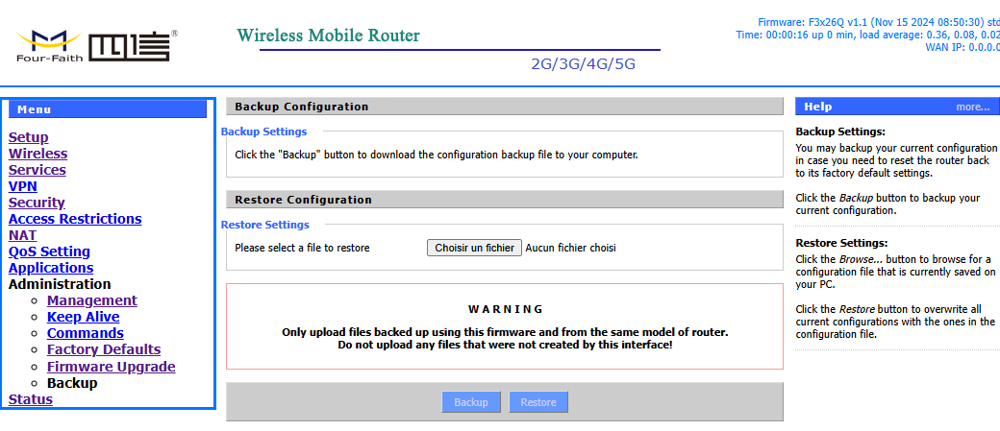 Four-Faith 四信®
Wireless Mobile Router
2G/3G/4G/5G
Firmware: F3x26Q v1.1 (Nov 15 2024 08:50:30) std
Time: 00:00:16 up 0 min, load average: 0.36, 0.08, 0.02
WAN IP: 0.0.0.0
Menu
Setup
Wireless
Services
VPN
Security
Access Restrictions
NAT
QoS Setting
Applications
Administration
Management
Keep Alive
Commands
Factory Defaults
Firmware Upgrade
Backup
Status
Backup Configuration
Backup Settings
Click the "Backup" button to download the configuration backup file to your computer.
Restore Configuration
Restore Settings
Please select a file to restore Choisir un fichier Aucun fichier choisi
WARNING
Only upload files backed up using this firmware and from the same model of router.
Do not upload any files that were not created by this interface!
Backup Restore
Help more...
Backup Settings:
You may backup your current configuration
in case you need to reset the router back
to its factory default settings.
Click the Backup button to backup your
current configuration.
Restore Settings:
Click the Browse... button to browse for a
configuration file that is currently saved on
your PC.
Click the Restore button to overwrite all
current configurations with the ones in the
configuration file.